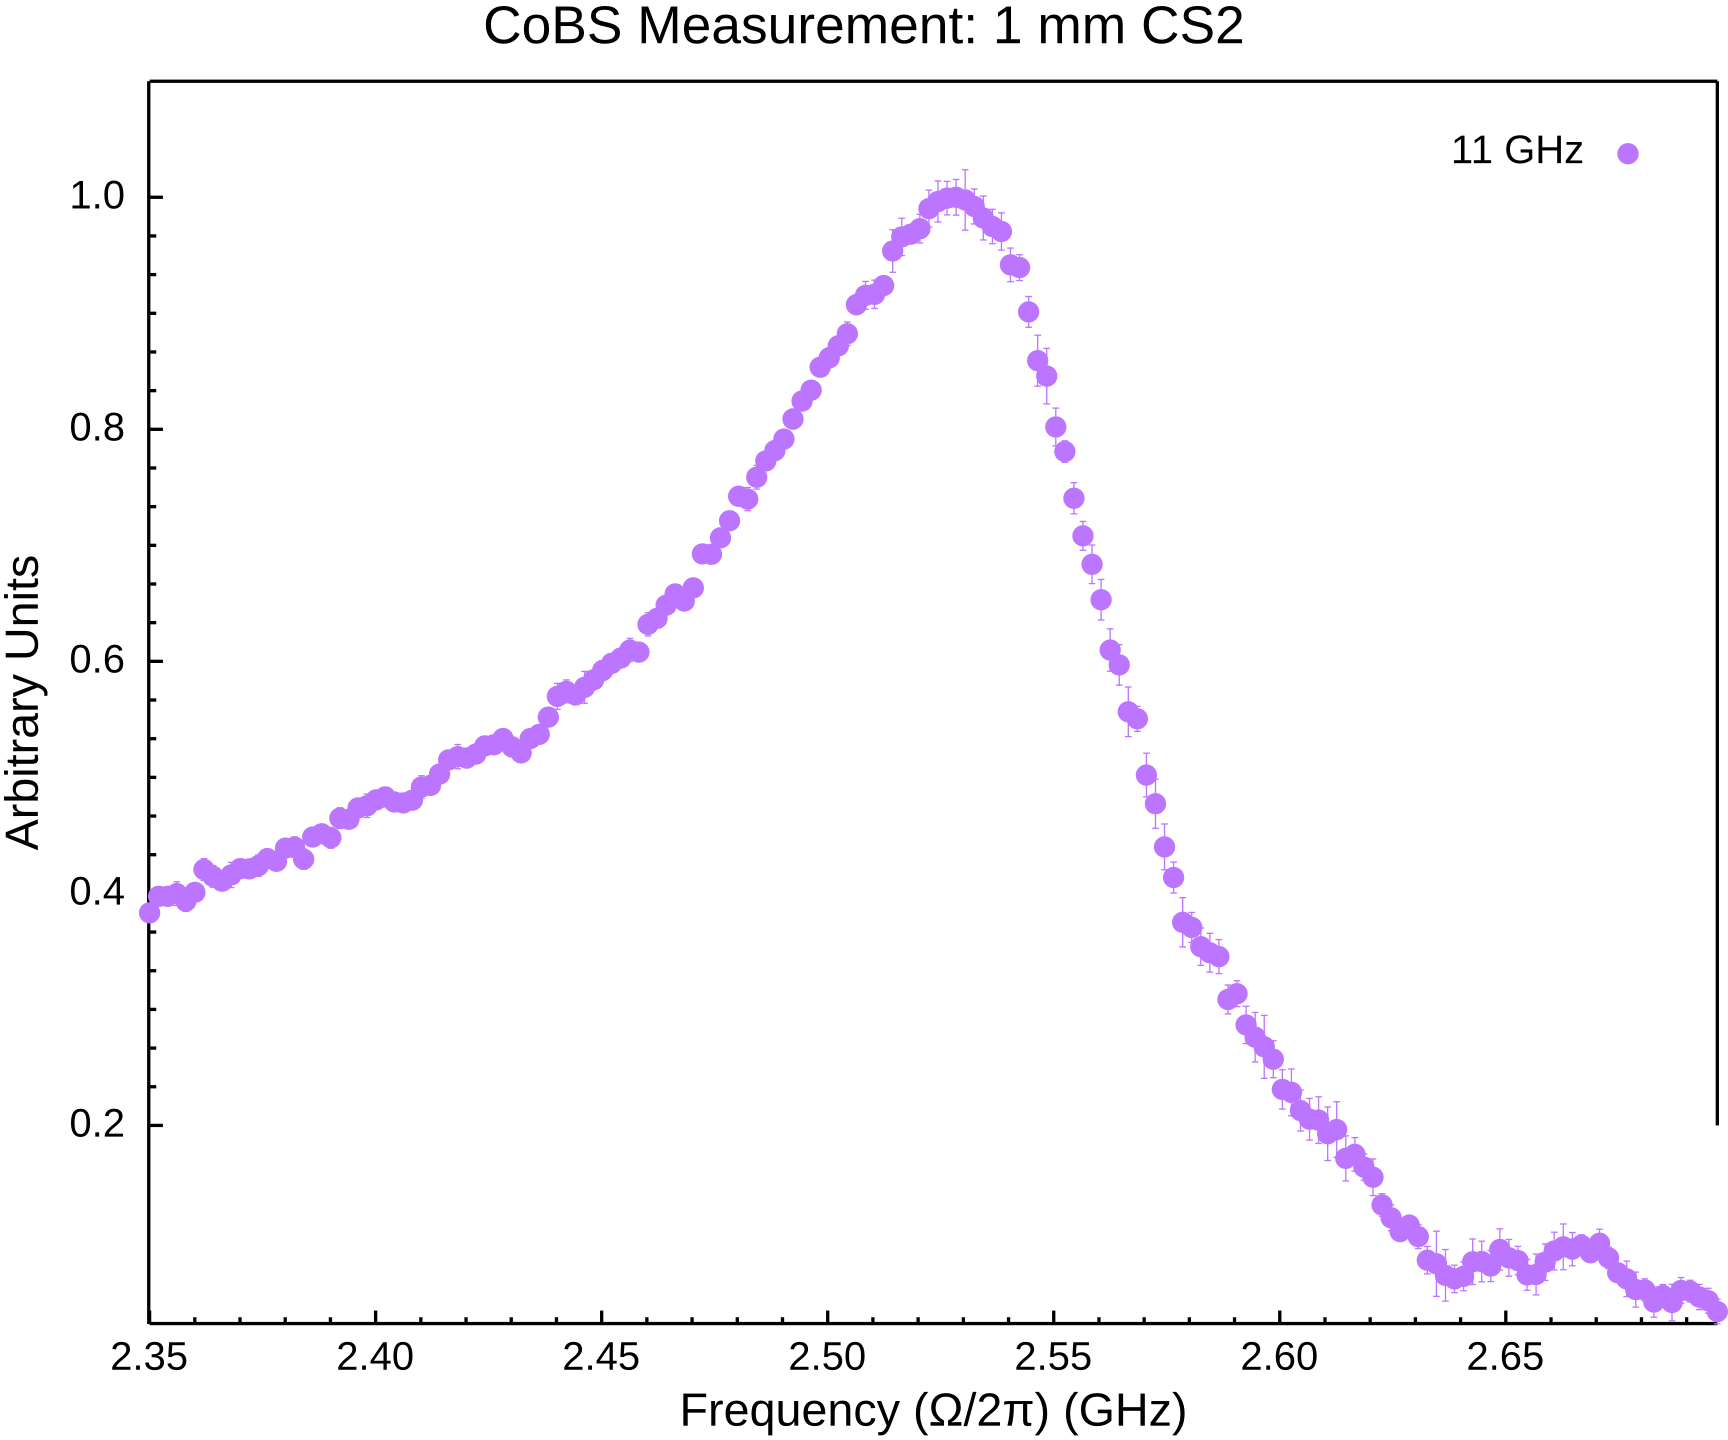 CoBS Measurement: 1 mm CS2
11 GHz
1.0
0.8
0.6
0.4
0.2
Arbitrary Units
2.35 2.40 2.45 2.50 2.55 2.60 2.65
Frequency (Ω/2π) (GHz)